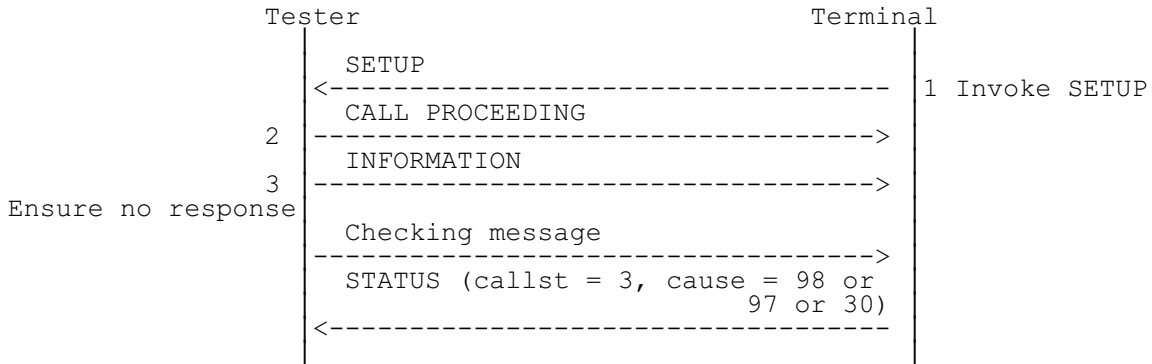 Tester Terminal
SETUP
1 Invoke SETUP
CALL PROCEEDING
2
INFORMATION
3
Ensure no response
Checking message
STATUS (callst = 3, cause = 98 or
97 or 30)